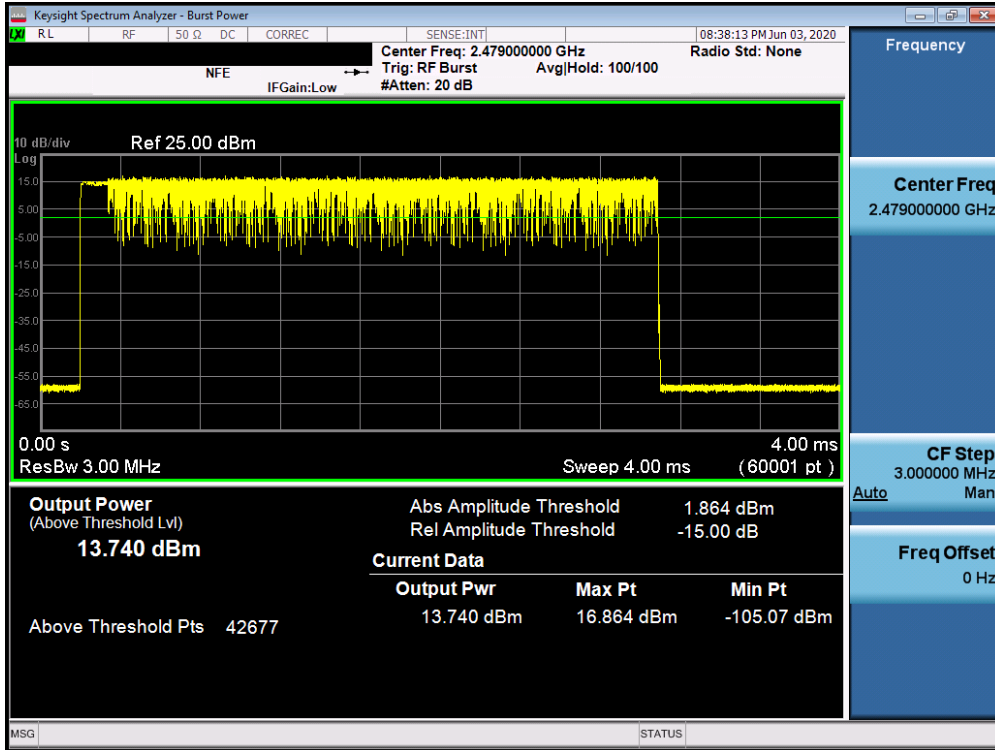 Keysight Spectrum Analyzer - Burst Power
LXI RL RF 50 Ω DC CORREC SENSE:INT 08:38:13 PM Jun 03, 2020
Center Freq: 2.479000000 GHz Radio Std: None
NFE Trig: RF Burst Avg|Hold: 100/100
IFGain:Low #Atten: 20 dB
10 dB/div Ref 25.00 dBm
Log
15.0
5.00
-5.00
-15.0
-25.0
-35.0
-45.0
-55.0
-65.0
0.00 s 4.00 ms
ResBw 3.00 MHz Sweep 4.00 ms (60001 pt)
Output Power
(Above Threshold Lvl)
13.740 dBm
Above Threshold Pts 42677
Abs Amplitude Threshold 1.864 dBm
Rel Amplitude Threshold -15.00 dB
Current Data
Output Pwr Max Pt Min Pt
13.740 dBm 16.864 dBm -105.07 dBm
Frequency
Center Freq
2.479000000 GHz
CF Step
3.000000 MHz
Auto Man
Freq Offset
0 Hz
MSG STATUS